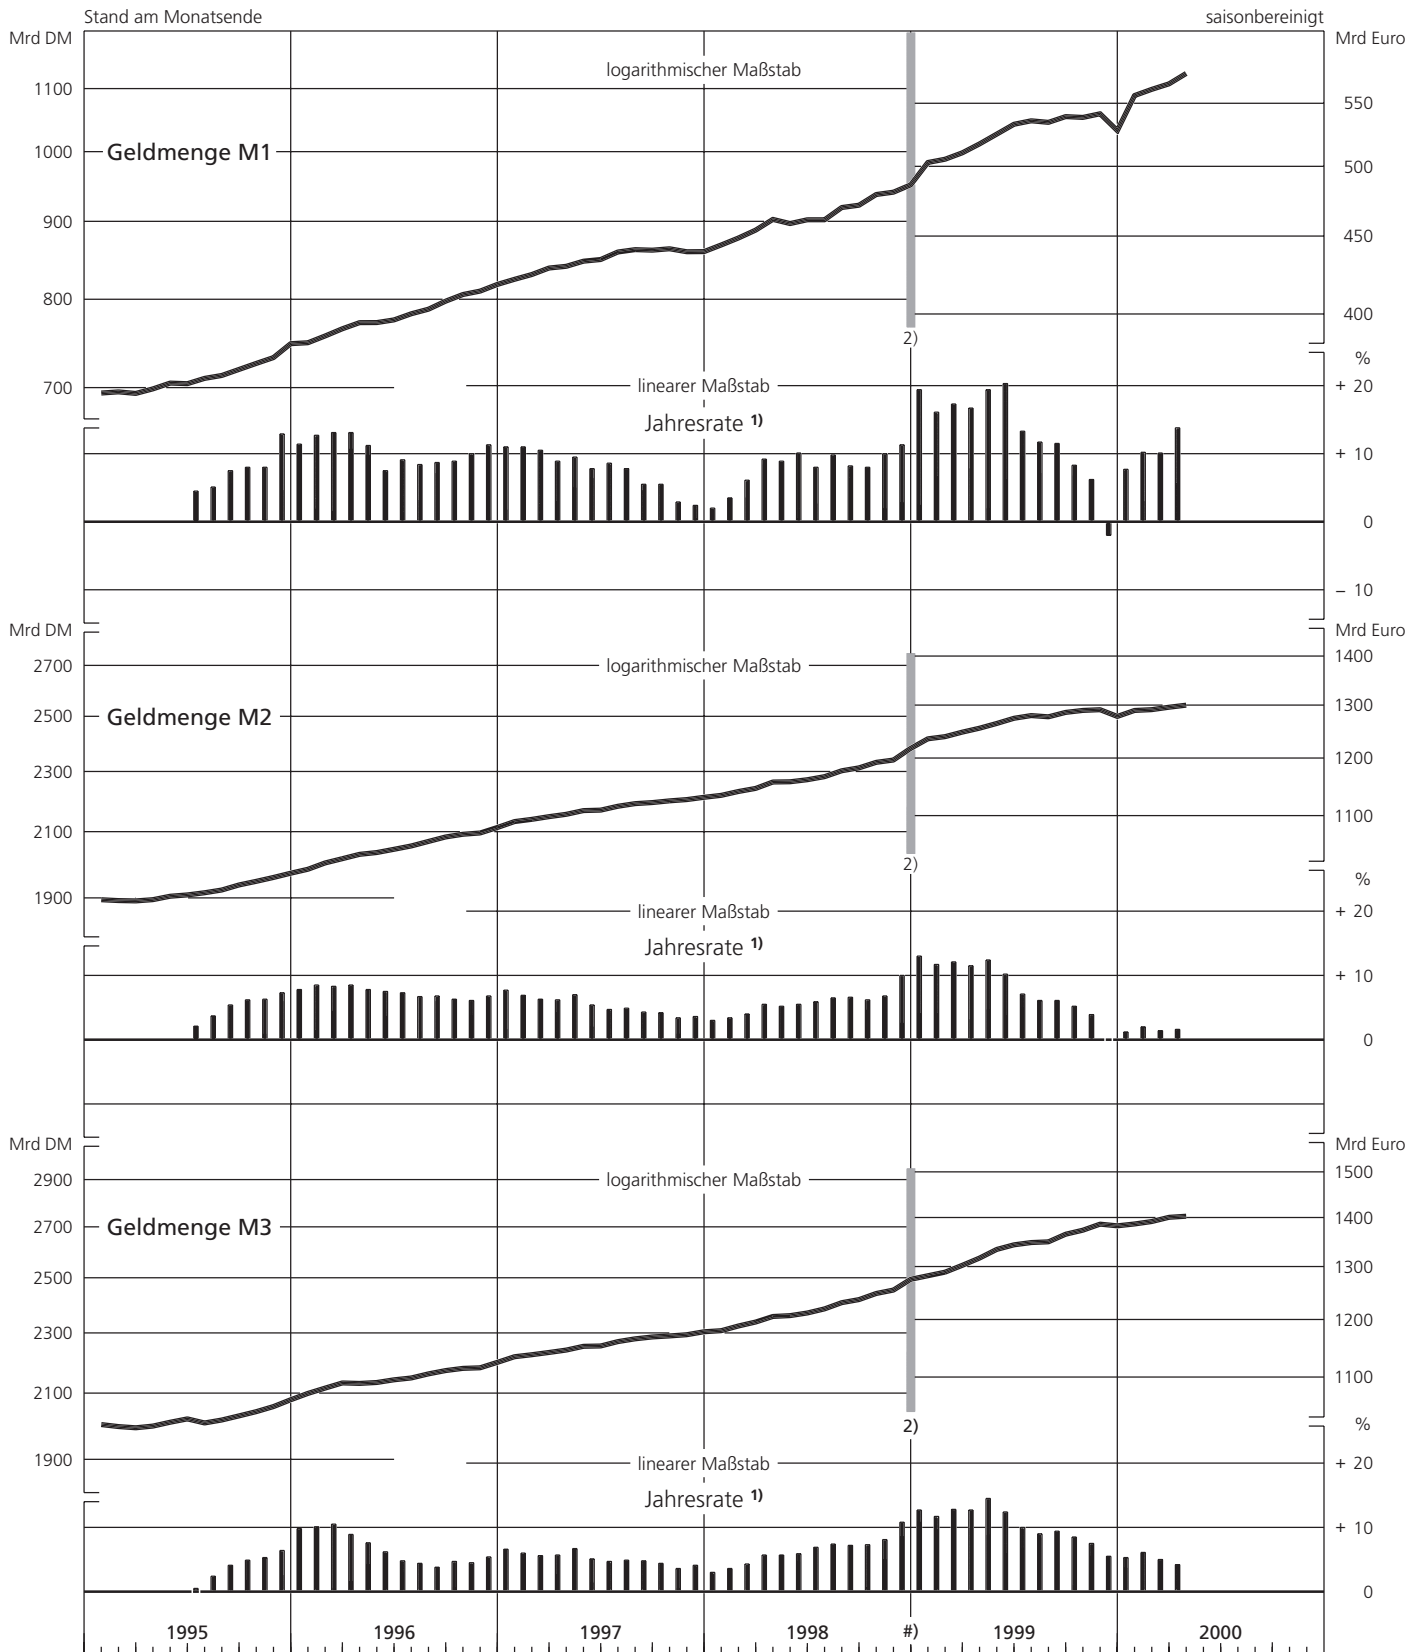 Stand am Monatsende saisonbereinigt
Mrd DM Mrd Euro
logarithmischer Maßstab
1100 550
Geldmenge M1
1000 500
900 450
800 400
2)
%
700 linearer Maßstab + 20
Jahresrate 1)
+ 10
0
– 10
Mrd DM Mrd Euro
2700 logarithmischer Maßstab 1400
Geldmenge M2
2500 1300
2300 1200
2100 1100
2)
%
1900 linearer Maßstab + 20
Jahresrate 1)
+ 10
0
Mrd DM Mrd Euro
2900 logarithmischer Maßstab 1500
Geldmenge M3
2700 1400
2500 1300
2300 1200
2100 1100
2)
%
1900 linearer Maßstab + 20
Jahresrate 1)
+ 10
0
1995 1996 1997 1998 #) 1999 2000